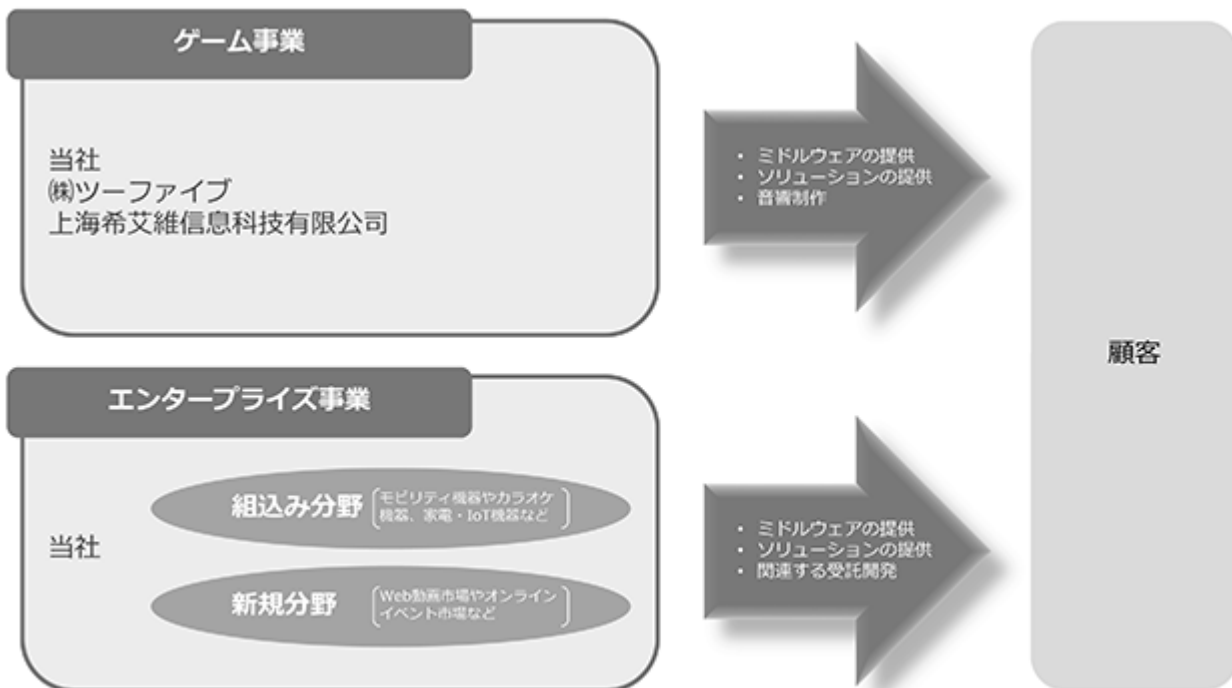 ゲーム事業
当社
㈱ツーファイブ
上海希艾維信息科技有限公司
・ ミドルウェアの提供
・ ソリューションの提供
・ 音響制作
顧客
エンタープライズ事業
当社
組込み分野
モビリティ機器やカラオケ
機器、家電・IoT機器など
新規分野
Web動画市場やオンライン
イベント市場など
・ ミドルウェアの提供
・ ソリューションの提供
・ 関連する受託開発